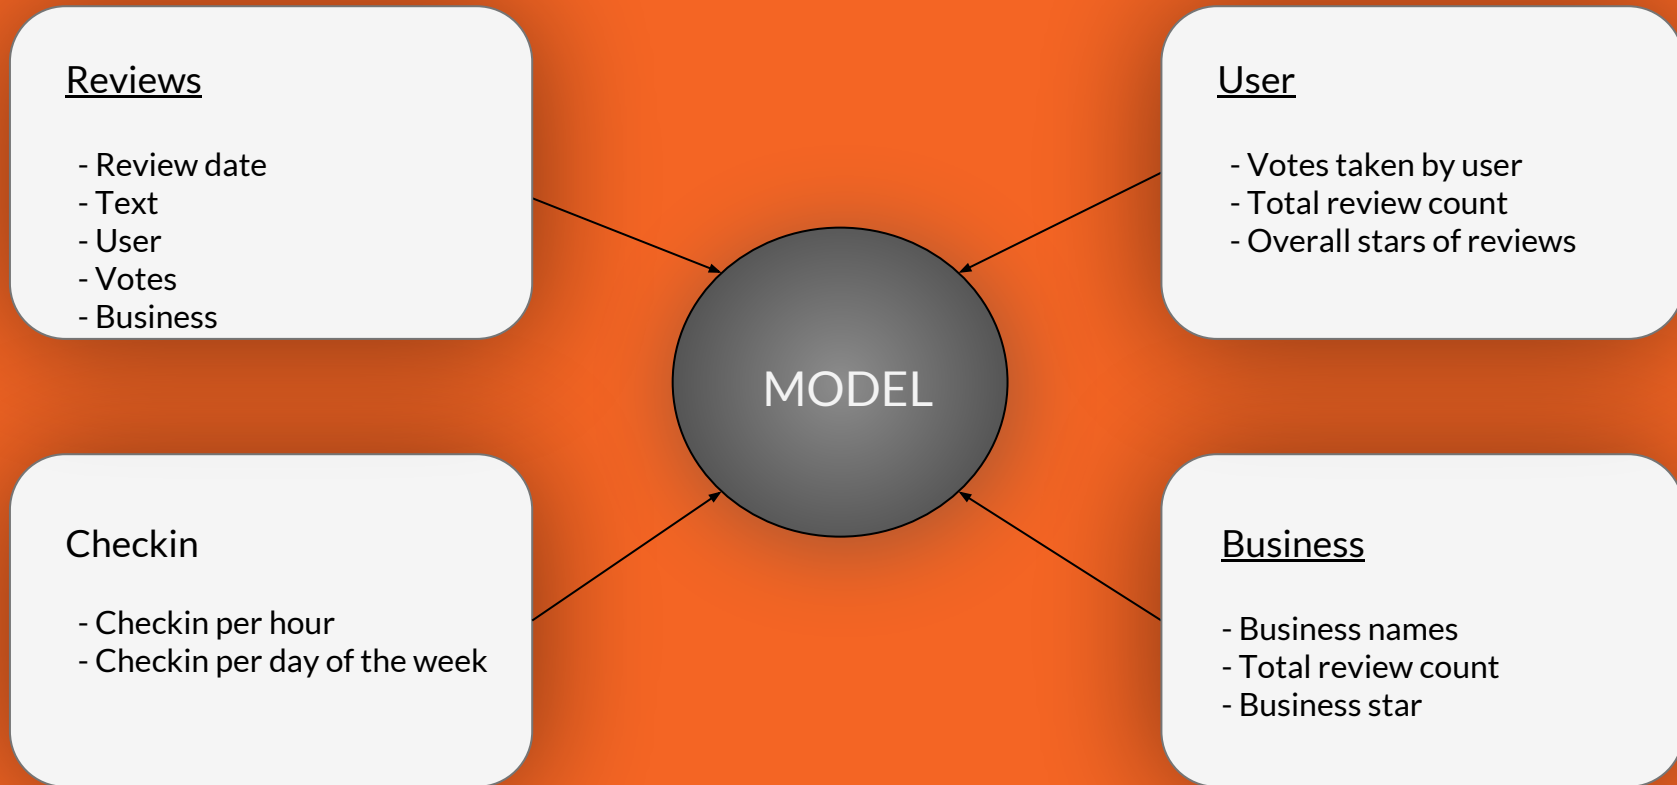 Reviews
- Review date
- Text
- User
- Votes
- Business
User
- Votes taken by user
- Total review count
- Overall stars of reviews
MODEL
Checkin
- Checkin per hour
- Checkin per day of the week
Business
- Business names
- Total review count
- Business star